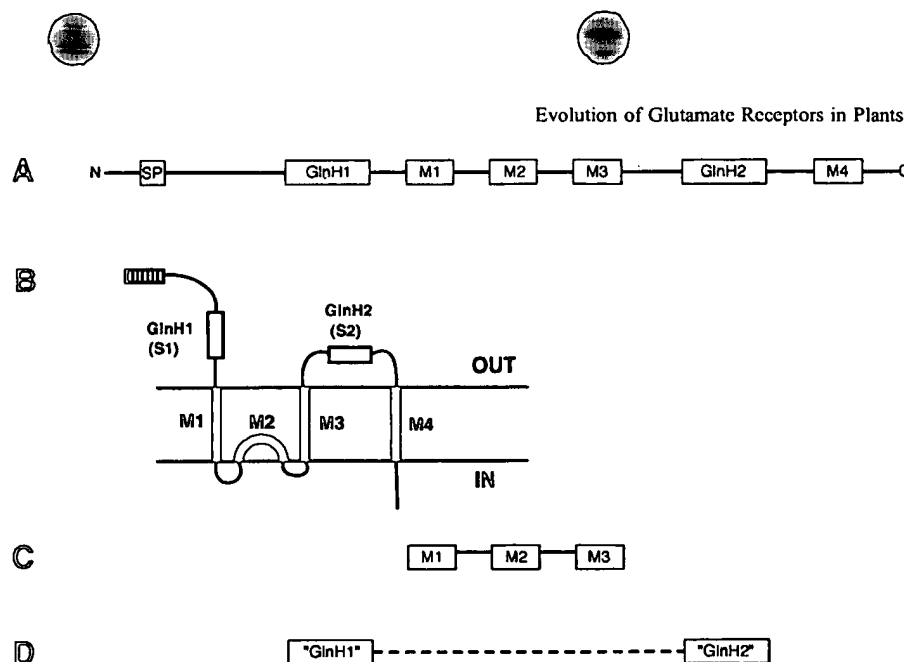 Evolution of Glutamate Receptors in Plants
A
N SP GlnH1 M1 M2 M3 GlnH2 M4 C
B
GlnH1
(S1)
GlnH2
(S2)
OUT
M1 M2 M3 M4
IN
C
M1 M2 M3
D
"GlnH1" "GlnH2"